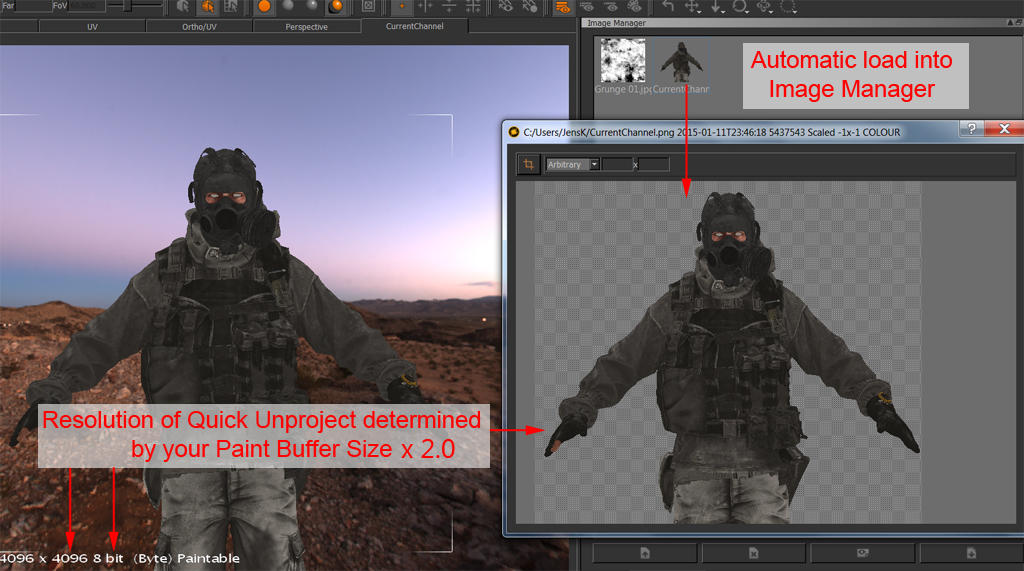 Far
FoV
UV
Ortho/UV
Perspective
CurrentChannel
Image Manager
Grunge 01.jpg
CurrentChann
Automatic load into
Image Manager
C:/Users/JensK/CurrentChannel.png 2015-01-11T23:46:18 5437543 Scaled -1x-1 COLOUR
Arbitrary
x
Resolution of Quick Unproject determined
by your Paint Buffer Size x 2.0
4096 x 4096 8 bit (Byte) Paintable